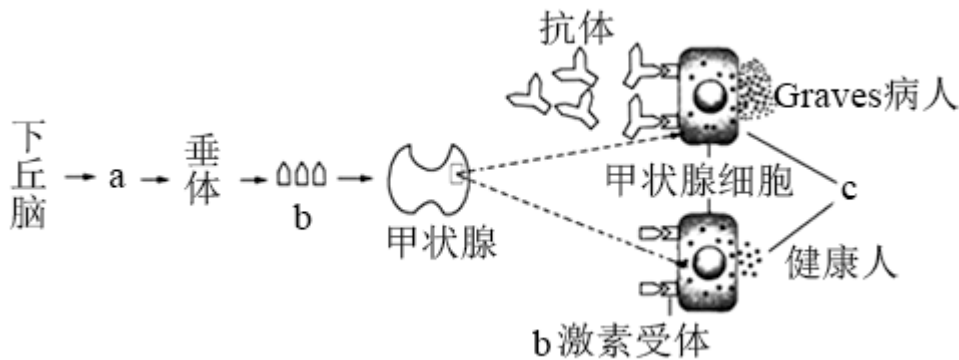 抗体
Graves病人
下丘脑
a
垂体
b
甲状腺
甲状腺细胞
c
健康人
b激素受体